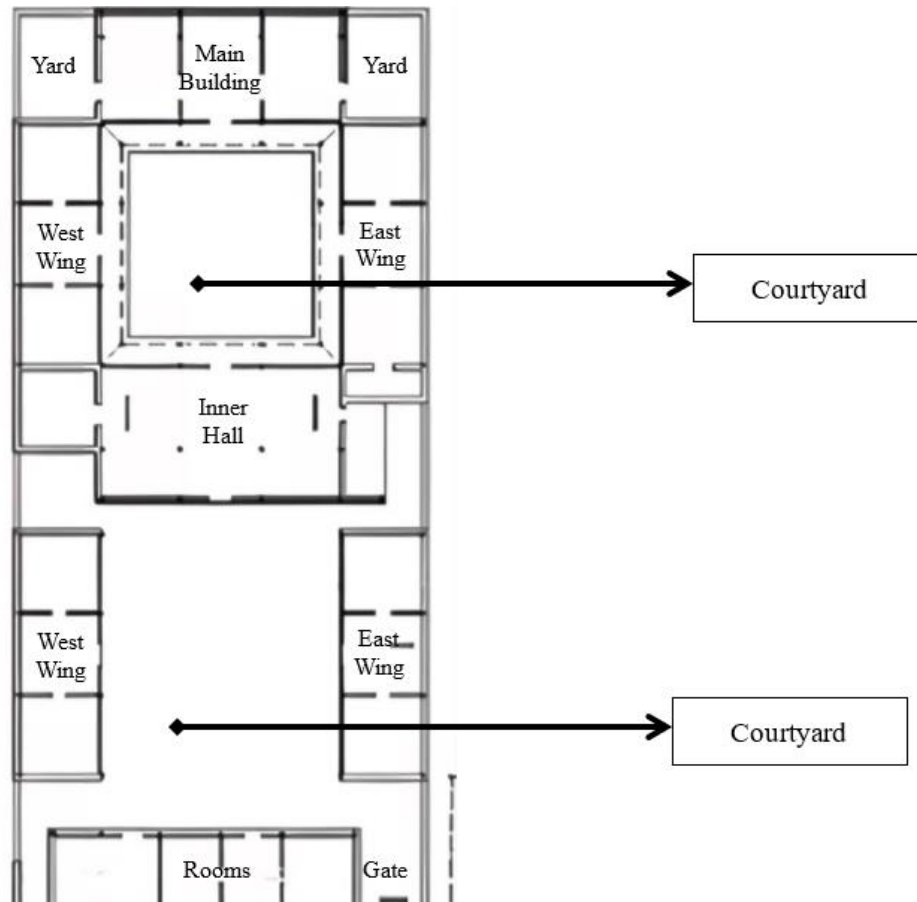 Main
Building
Yard
Yard
West
Wing
East
Wing
Courtyard
Inner
Hall
West
Wing
East
Wing
Courtyard
Rooms
Gate